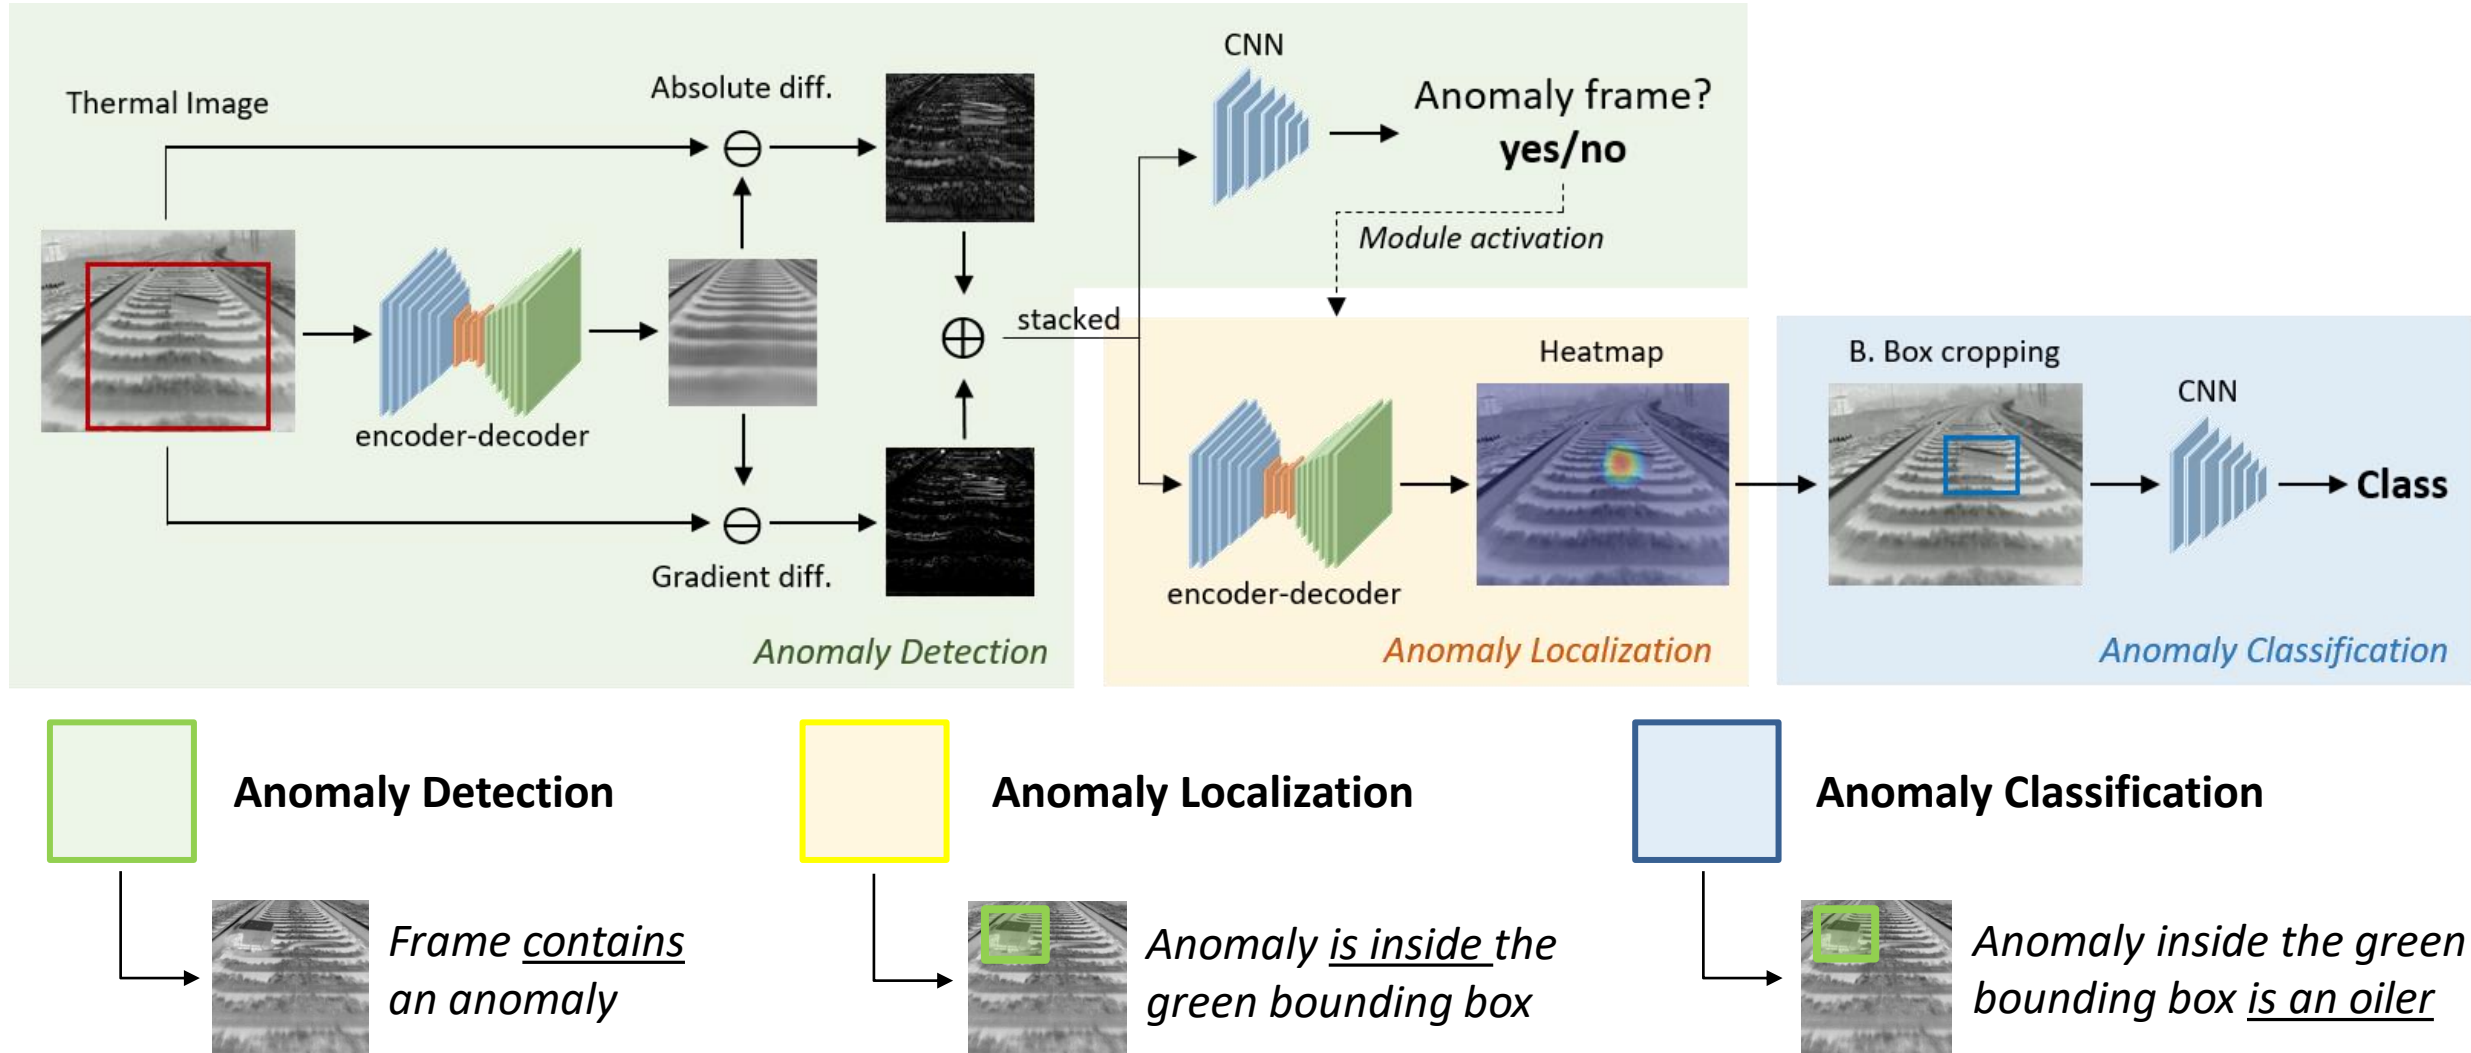 Thermal Image
Absolute diff.
CNN
Anomaly frame?
yes/no
Module activation
encoder-decoder
stacked
Gradient diff.
Anomaly Detection
Heatmap
encoder-decoder
Anomaly Localization
B. Box cropping
CNN
Class
Anomaly Classification
Anomaly Detection
Frame contains
an anomaly
Anomaly Localization
Anomaly is inside the
green bounding box
Anomaly Classification
Anomaly inside the green
bounding box is an oiler